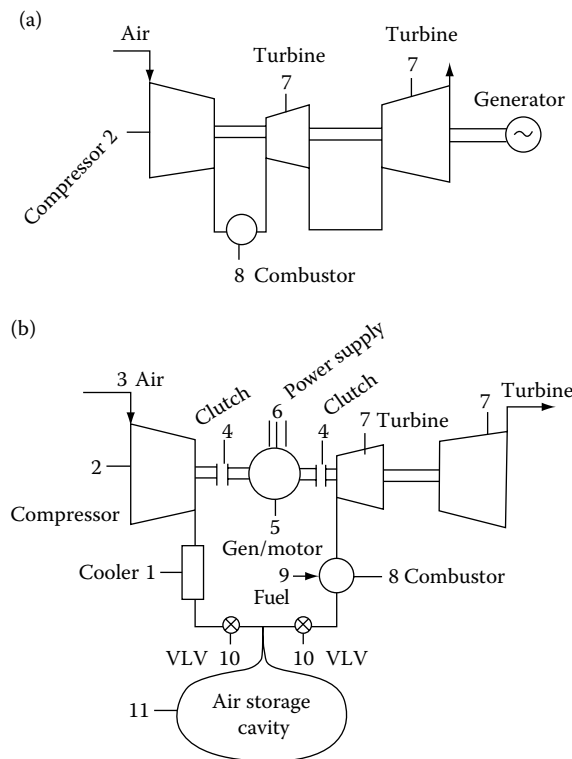 (a)
Air
Turbine
7
Turbine
7
Generator
Compressor 2
8 Combustor
(b)
3 Air
Clutch
4
Power supply
6
Clutch
4
7 Turbine
Turbine
7
2
Compressor
5
Gen/motor
Cooler 1
9
Fuel
8 Combustor
VLV 10
10 VLV
11
Air storage
cavity